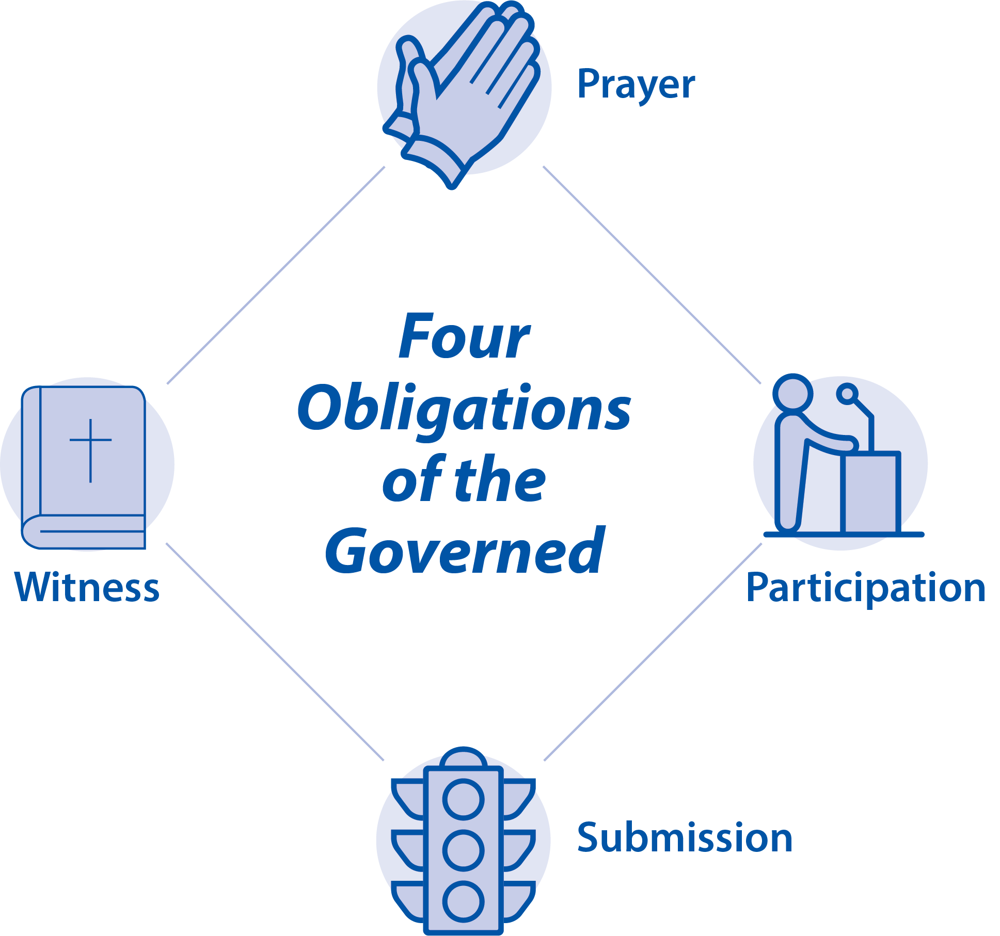 Prayer
Four
Obligations
of the
Governed
Witness
Participation
Submission